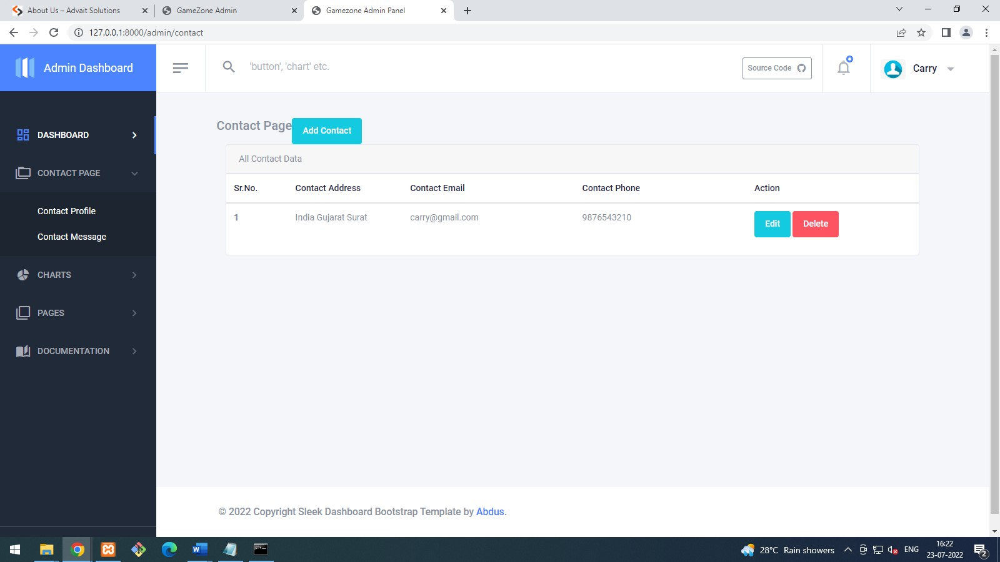 About Us – Advait Solutions
GameZone Admin
Gamezone Admin Panel
127.0.0.1:8000/admin/contact
Admin Dashboard
'button', 'chart' etc.
Source Code
Carry
DASHBOARD
CONTACT PAGE
Contact Profile
Contact Message
CHARTS
PAGES
DOCUMENTATION
Contact Page
Add Contact
All Contact Data
Sr.No. Contact Address Contact Email Contact Phone Action
1 India Gujarat Surat carry@gmail.com 9876543210 Edit Delete
© 2022 Copyright Sleek Dashboard Bootstrap Template by Abdus.
28°C Rain showers
ENG
16:22
23-07-2022
2